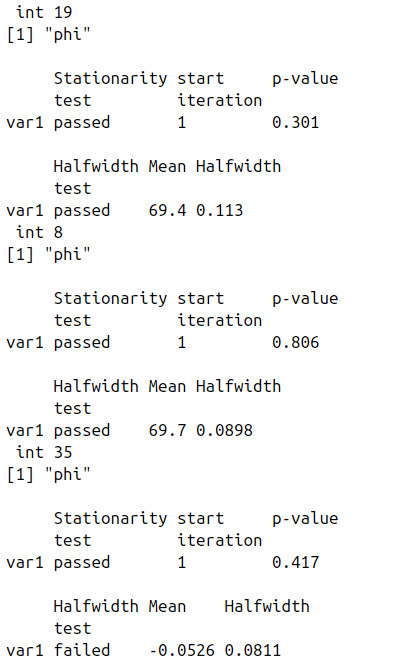 int 19
[1] "phi"
Stationarity start p-value
test iteration
var1 passed 1 0.301
Halfwidth Mean Halfwidth
test
var1 passed 69.4 0.113
int 8
[1] "phi"
Stationarity start p-value
test iteration
var1 passed 1 0.806
Halfwidth Mean Halfwidth
test
var1 passed 69.7 0.0898
int 35
[1] "phi"
Stationarity start p-value
test iteration
var1 passed 1 0.417
Halfwidth Mean Halfwidth
test
var1 failed -0.0526 0.0811